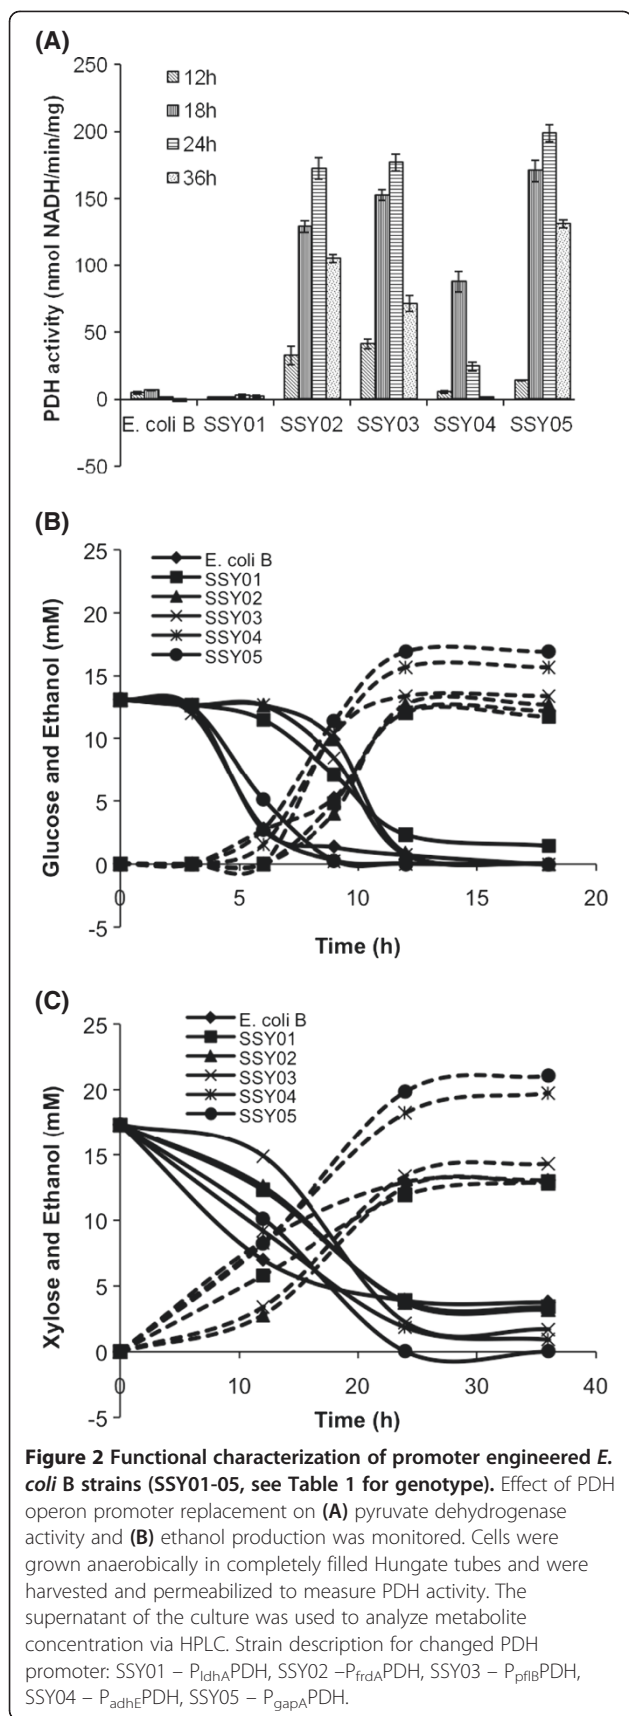 (A)
250
200
150
100
50
0
-50
PDH activity (nmol NADH/min/mg)
12h
18h
24h
36h
E. coli B SSY01 SSY02 SSY03 SSY04 SSY05
(B)
25
20
15
10
5
0
-5
Glucose and Ethanol (mM)
E. coli B
SSY01
SSY02
SSY03
SSY04
SSY05
0 5 10 15 20
Time (h)
(C)
25
20
15
10
5
0
-5
Xylose and Ethanol (mM)
E. coli B
SSY01
SSY02
SSY03
SSY04
SSY05
0 10 20 30 40
Time (h)
Figure 2 Functional characterization of promoter engineered E.
coli B strains (SSY01-05, see Table 1 for genotype). Effect of PDH
operon promoter replacement on (A) pyruvate dehydrogenase
activity and (B) ethanol production was monitored. Cells were
grown anaerobically in completely filled Hungate tubes and were
harvested and permeabilized to measure PDH activity. The
supernatant of the culture was used to analyze metabolite
concentration via HPLC. Strain description for changed PDH
promoter: SSY01 – PldhAPDH, SSY02 –PfrdAPDH, SSY03 – PpflBPDH,
SSY04 – PadhEPDH, SSY05 – PgapAPDH.